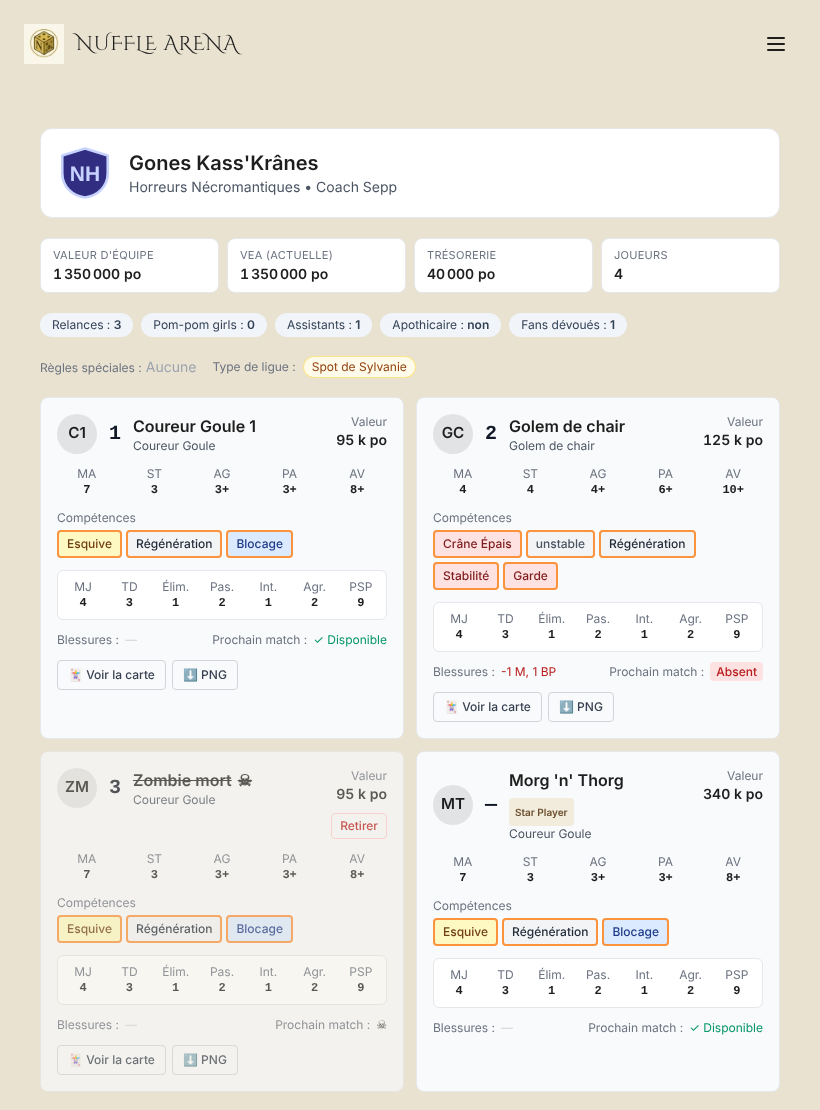 NUFFLE ARENA
NH
Gones Kass'Krânes
Horreurs Nécromantiques • Coach Sepp
VALEUR D'ÉQUIPE
1 350 000 po
VEA (ACTUELLE)
1 350 000 po
TRÉSORERIE
40 000 po
JOUEURS
4
Relances : 3
Pom-pom girls : 0
Assistants : 1
Apothicaire : non
Fans dévoués : 1
Règles spéciales : Aucune
Type de ligue : Spot de Sylvanie
C1
1
Coureur Goule 1
Coureur Goule
Valeur
95 k po
MA ST AG PA AV
7 3 3+ 3+ 8+
Compétences
Esquive Régénération Blocage
MJ TD Élim. Pas. Int. Agr. PSP
4 3 1 2 1 2 9
Blessures : — Prochain match : ✓ Disponible
🃏 Voir la carte ⬇️ PNG
GC
2
Golem de chair
Golem de chair
Valeur
125 k po
MA ST AG PA AV
4 4 4+ 6+ 10+
Compétences
Crâne Épais unstable Régénération
Stabilité Garde
MJ TD Élim. Pas. Int. Agr. PSP
4 3 1 2 1 2 9
Blessures : -1 M, 1 BP Prochain match : Absent
🃏 Voir la carte ⬇️ PNG
ZM
3
Zombie mort ☠
Coureur Goule
Valeur
95 k po
Retirer
MA ST AG PA AV
7 3 3+ 3+ 8+
Compétences
Esquive Régénération Blocage
MJ TD Élim. Pas. Int. Agr. PSP
4 3 1 2 1 2 9
Blessures : — Prochain match : ☠
🃏 Voir la carte ⬇️ PNG
MT
—
Morg 'n' Thorg
Star Player
Coureur Goule
Valeur
340 k po
MA ST AG PA AV
7 3 3+ 3+ 8+
Compétences
Esquive Régénération Blocage
MJ TD Élim. Pas. Int. Agr. PSP
4 3 1 2 1 2 9
Blessures : — Prochain match : ✓ Disponible